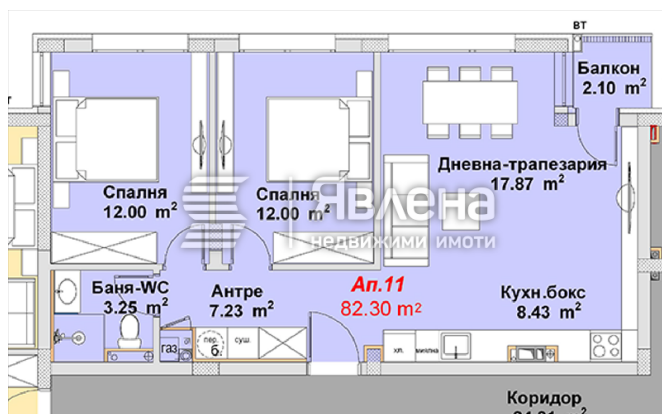 вт
Балкон
2.10 m²
Дневна-трапезария
17.87 m²
Спалня
12.00 m²
Спалня
12.00 m²
Явлена
недвижими имоти
Баня-WC
3.25 m²
Антре
7.23 m²
Ап.11
82.30 m²
Кухн.бокс
8.43 m²
газ
пер.
б.
суш.
хл.
миялна
Коридор